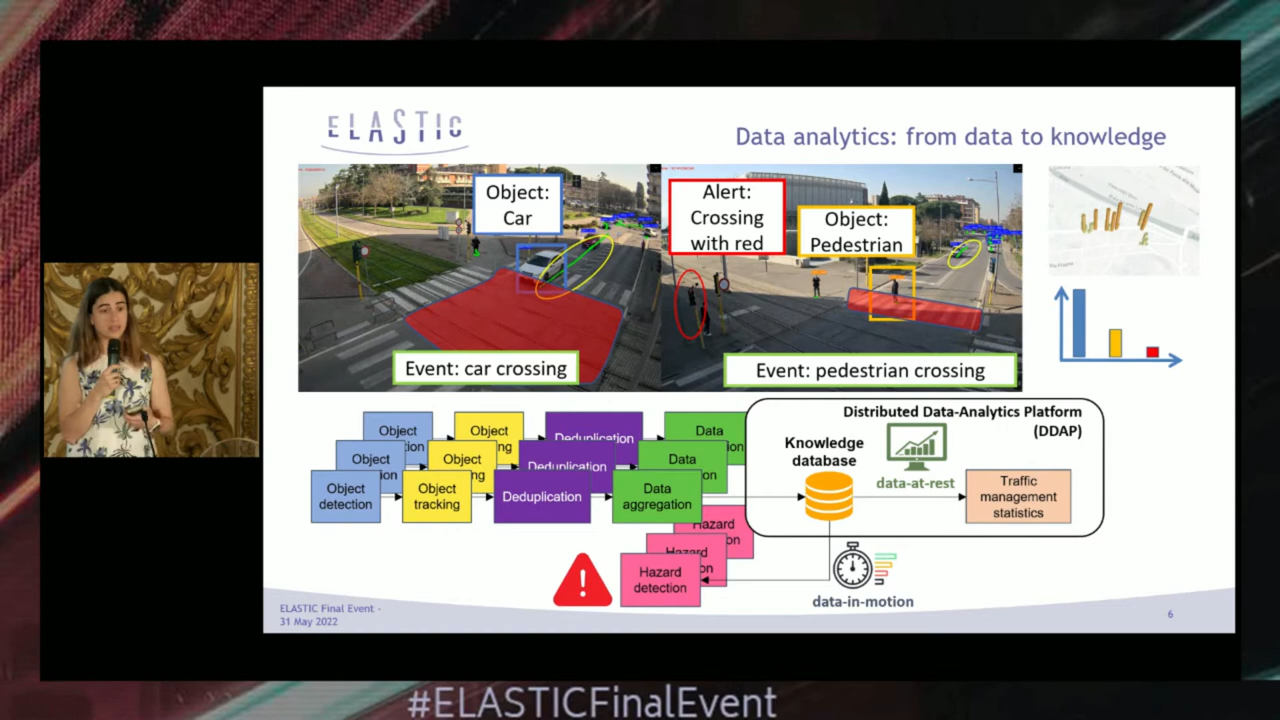 ELASTIC
Data analytics: from data to knowledge
Object:
Car
Alert:
Crossing
with red
Object:
Pedestrian
Event: car crossing
Event: pedestrian crossing
Distributed Data-Analytics Platform
(DDAP)
Object
Object
Deduplication
Data
Object
Object
Deduplication
Data
Object
detection
Object
tracking
Deduplication
Data
aggregation
Knowledge
database
data-at-rest
Traffic
management
statistics
Hazard
Hazard
Hazard
detection
data-in-motion
ELASTIC Final Event -
31 May 2022
6
#ELASTICFinalEvent